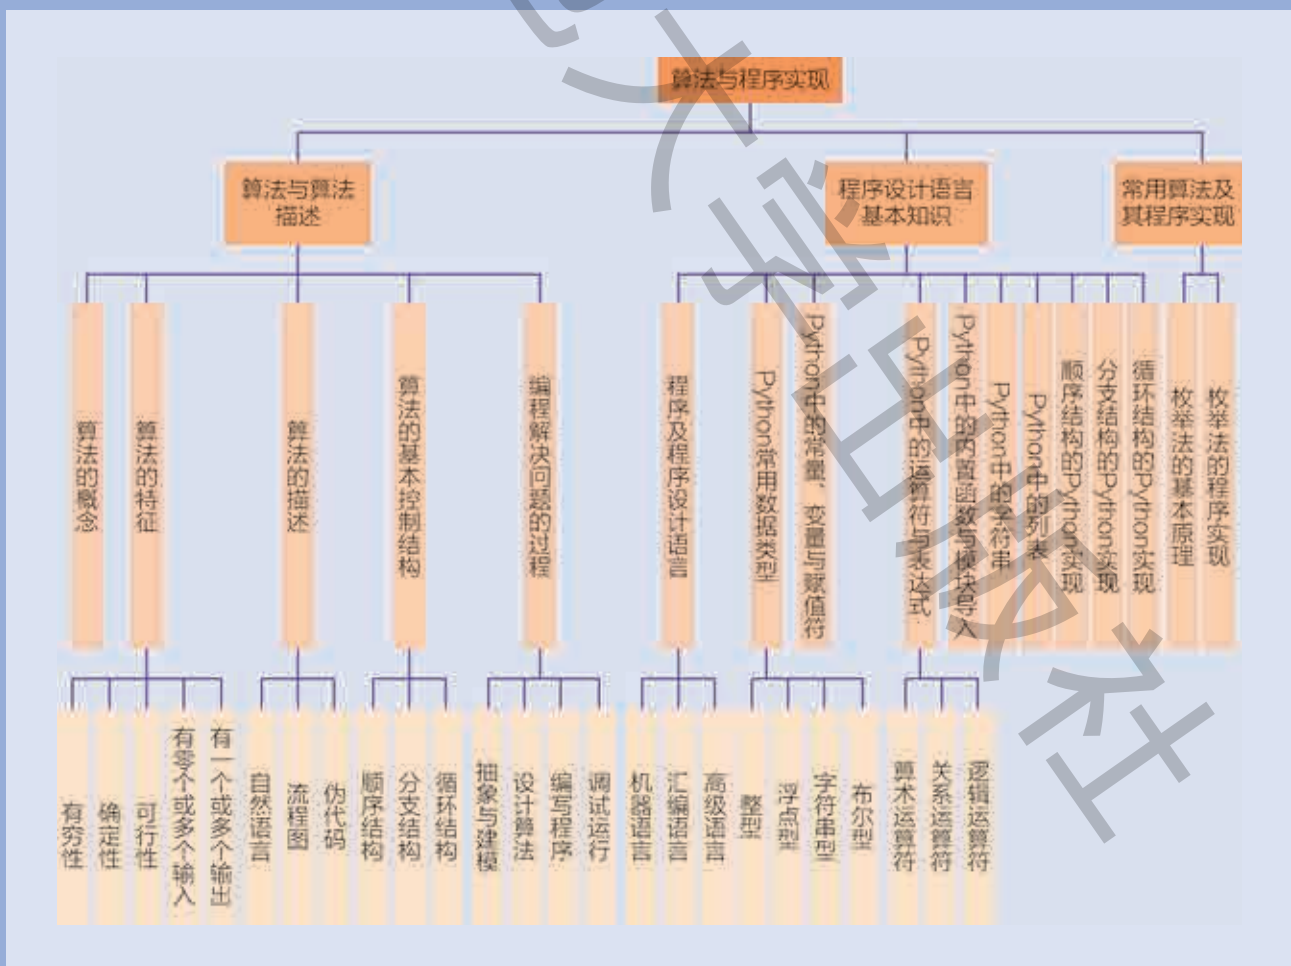 算法与程序实现
算法与算法
描述
程序设计语言
基本知识
常用算法及
其程序实现
算法的概念
算法的特征
算法的描述
算法的基本控制结构
编程解决问题的过程
程序及程序设计语言
Python常用数据类型
Python中的常量、变量与赋值符
Python中的运算符与表达式
Python中的内置函数与模块导入
Python中的字符串
Python中的列表
顺序结构的Python实现
分支结构的Python实现
循环结构的Python实现
枚举法的基本原理
枚举法的程序实现
有穷性
确定性
可行性
有零个或多个输入
有一个或多个输出
自然语言
流程图
伪代码
顺序结构
分支结构
循环结构
抽象与建模
设计算法
编写程序
调试运行
机器语言
汇编语言
高级语言
整型
浮点型
字符串型
布尔型
算术运算符
关系运算符
逻辑运算符
大学出版社